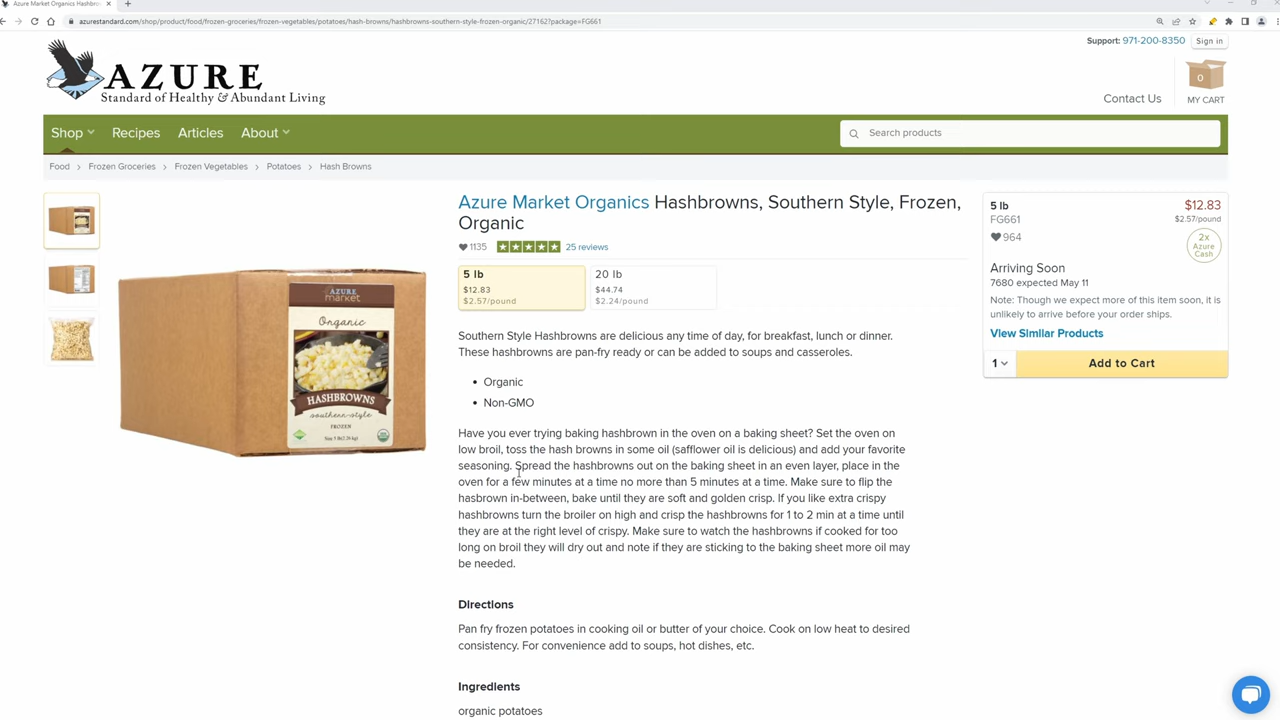 Azure Market Organics Hashbro
azurestandard.com/shop/product/food/frozen-groceries/frozen-vegetables/potatoes/hash-browns/hashbrowns-southern-style-frozen-organic/27162?package=FG661
Support: 971-200-8350
Sign in
AZURE
Standard of Healthy & Abundant Living
Contact Us
0
MY CART
Shop
Recipes
Articles
About
Search products
Food > Frozen Groceries > Frozen Vegetables > Potatoes > Hash Browns
Azure Market Organics Hashbrowns, Southern Style, Frozen,
Organic
1135
25 reviews
5 lb
$12.83
$2.57/pound
20 lb
$44.74
$2.24/pound
5 lb
$12.83
FG661
$2.57/pound
964
2x
Azure
Cash
Arriving Soon
7680 expected May 11
Note: Though we expect more of this item soon, it is
unlikely to arrive before your order ships.
View Similar Products
1
Add to Cart
AZURE
market
Organic
HASHBROWNS
southern-style
FROZEN
Southern Style Hashbrowns are delicious any time of day, for breakfast, lunch or dinner.
These hashbrowns are pan-fry ready or can be added to soups and casseroles.
• Organic
• Non-GMO
Have you ever trying baking hashbrown in the oven on a baking sheet? Set the oven on
low broil, toss the hash browns in some oil (safflower oil is delicious) and add your favorite
seasoning. Spread the hashbrowns out on the baking sheet in an even layer, place in the
oven for a few minutes at a time no more than 5 minutes at a time. Make sure to flip the
hasbrown in-between, bake until they are soft and golden crisp. If you like extra crispy
hashbrowns turn the broiler on high and crisp the hashbrowns for 1 to 2 min at a time until
they are at the right level of crispy. Make sure to watch the hashbrowns if cooked for too
long on broil they will dry out and note if they are sticking to the baking sheet more oil may
be needed.
Directions
Pan fry frozen potatoes in cooking oil or butter of your choice. Cook on low heat to desired
consistency. For convenience add to soups, hot dishes, etc.
Ingredients
organic potatoes